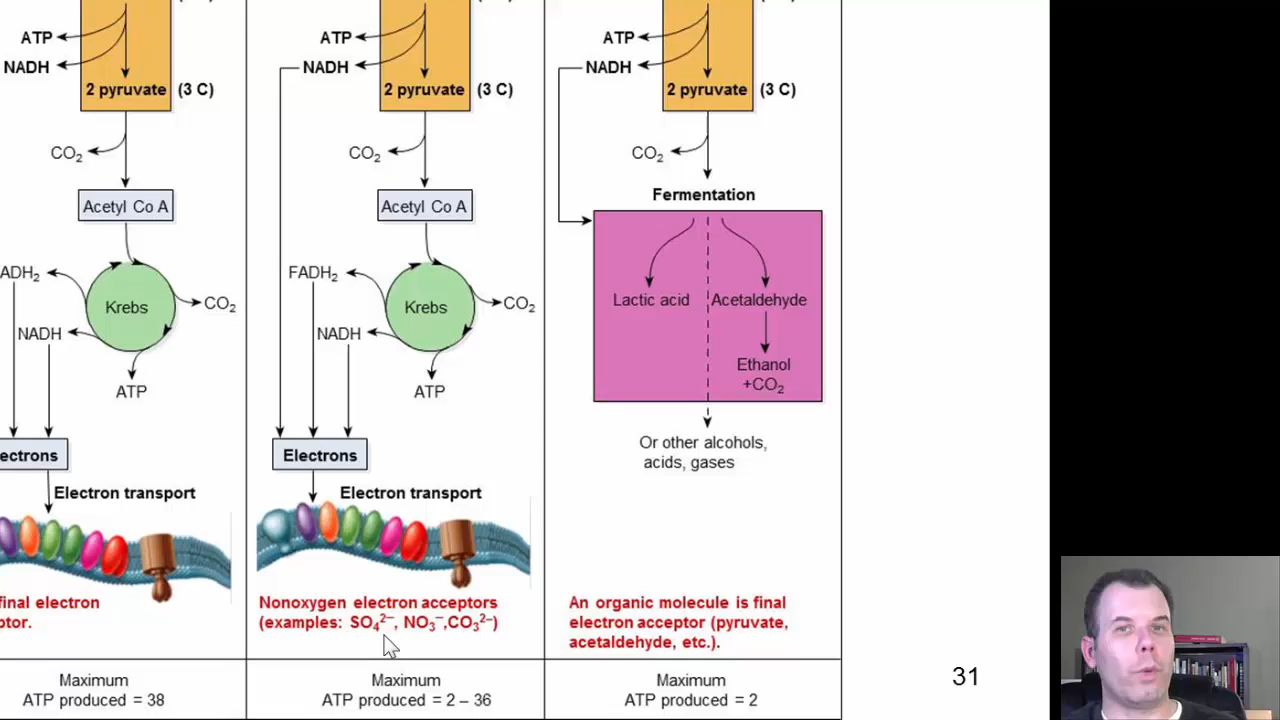 ATP
NADH
2 pyruvate (3 C)
CO₂
Acetyl Co A
ADH₂
Krebs
CO₂
NADH
ATP
ectrons
Electron transport
final electron
ptor.
Maximum
ATP produced = 38
ATP
NADH
2 pyruvate (3 C)
CO₂
Acetyl Co A
FADH₂
Krebs
CO₂
NADH
ATP
Electrons
Electron transport
Nonoxygen electron acceptors
(examples: SO₄²⁻, NO₃⁻,CO₃²⁻)
Maximum
ATP produced = 2 – 36
ATP
NADH
2 pyruvate (3 C)
CO₂
Fermentation
Lactic acid
Acetaldehyde
Ethanol
+CO₂
Or other alcohols,
acids, gases
An organic molecule is final
electron acceptor (pyruvate,
acetaldehyde, etc.).
Maximum
ATP produced = 2
31